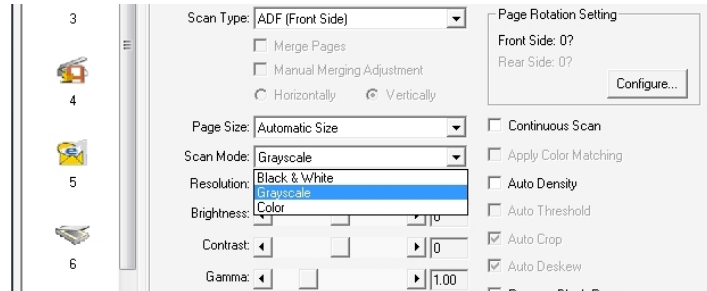 3
4
5
6
Scan Type: ADF (Front Side)
Merge Pages
Manual Merging Adjustment
Horizontally Vertically
Page Size: Automatic Size
Scan Mode: Grayscale
Black & White
Resolution: Grayscale
Color
Brightness:
Contrast: 0
Gamma: 1.00
Page Rotation Setting
Front Side: 0?
Rear Side: 0?
Configure...
Continuous Scan
Apply Color Matching
Auto Density
Auto Threshold
Auto Crop
Auto Deskew